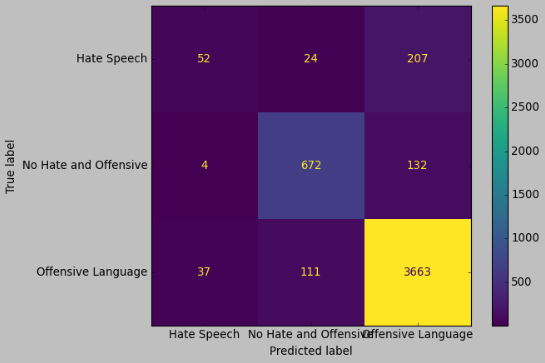 Hate Speech 52 24 207
No Hate and Offensive 4 672 132
Offensive Language 37 111 3663
True label
Hate Speech No Hate and Offensive Offensive Language
Predicted label
3500
3000
2500
2000
1500
1000
500